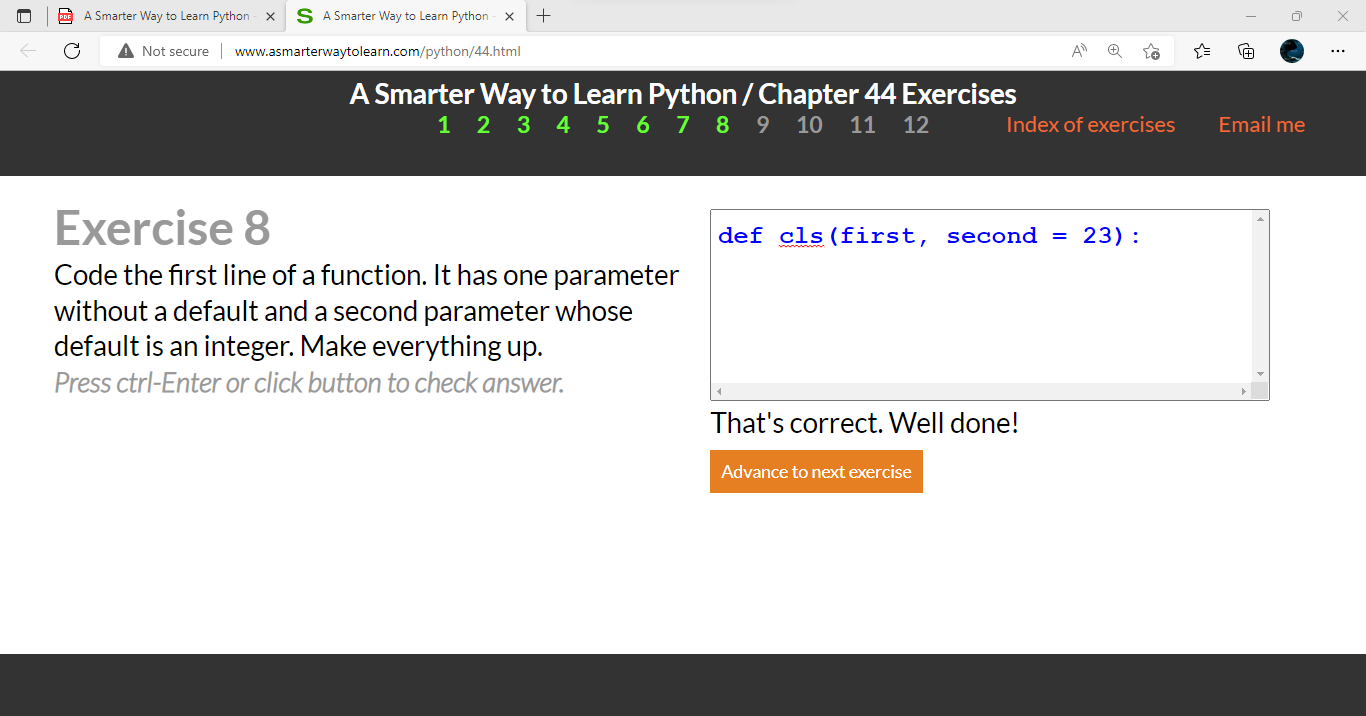 A Smarter Way to Learn Python -
A Smarter Way to Learn Python -
Not secure | www.asmarterwaytolearn.com/python/44.html
A Smarter Way to Learn Python / Chapter 44 Exercises
1 2 3 4 5 6 7 8 9 10 11 12 Index of exercises Email me
Exercise 8
Code the first line of a function. It has one parameter
without a default and a second parameter whose
default is an integer. Make everything up.
Press ctrl-Enter or click button to check answer.
def cls(first, second = 23):
That's correct. Well done!
Advance to next exercise